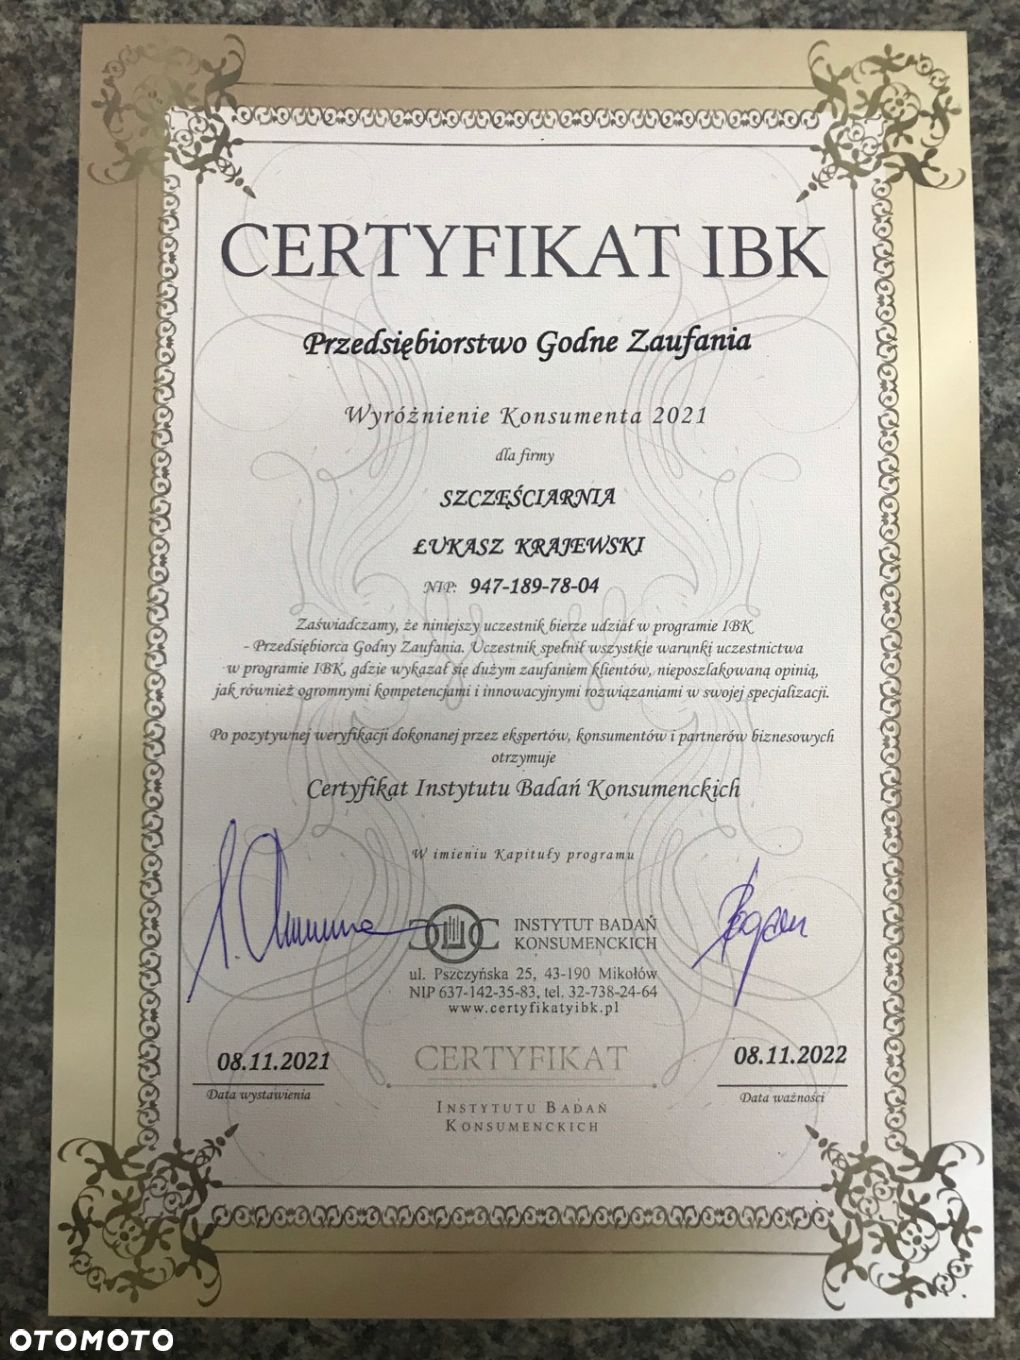 CERTYFIKAT IBK
Przedsiębiorstwo Godne Zaufania
Wyróżnienie Konsumenta 2021
dla firmy
SZCZĘŚCIARNIA
ŁUKASZ KRAJEWSKI
NIP: 947-189-78-04
Zaświadczamy, że niniejszy uczestnik bierze udział w programie IBK
- Przedsiębiorca Godny Zaufania. Uczestnik spełnił wszystkie warunki uczestnictwa
w programie IBK, gdzie wykazał się dużym zaufaniem klientów, nieposzlakowaną opinią,
jak również ogromnymi kompetencjami i innowacyjnymi rozwiązaniami w swojej specjalizacji.
Po pozytywnej weryfikacji dokonanej przez ekspertów, konsumentów i partnerów biznesowych
otrzymuje
Certyfikat Instytutu Badań Konsumenckich
W imieniu Kapituły programu
INSTYTUT BADAŃ
KONSUMENCKICH
ul. Pszczyńska 25, 43-190 Mikołów
NIP 637-142-35-83, tel. 32-738-24-64
www.certyfikatyibk.pl
08.11.2021
Data wystawienia
CERTYFIKAT
INSTYTUTU BADAŃ
KONSUMENCKICH
08.11.2022
Data ważności
OTOMOTO